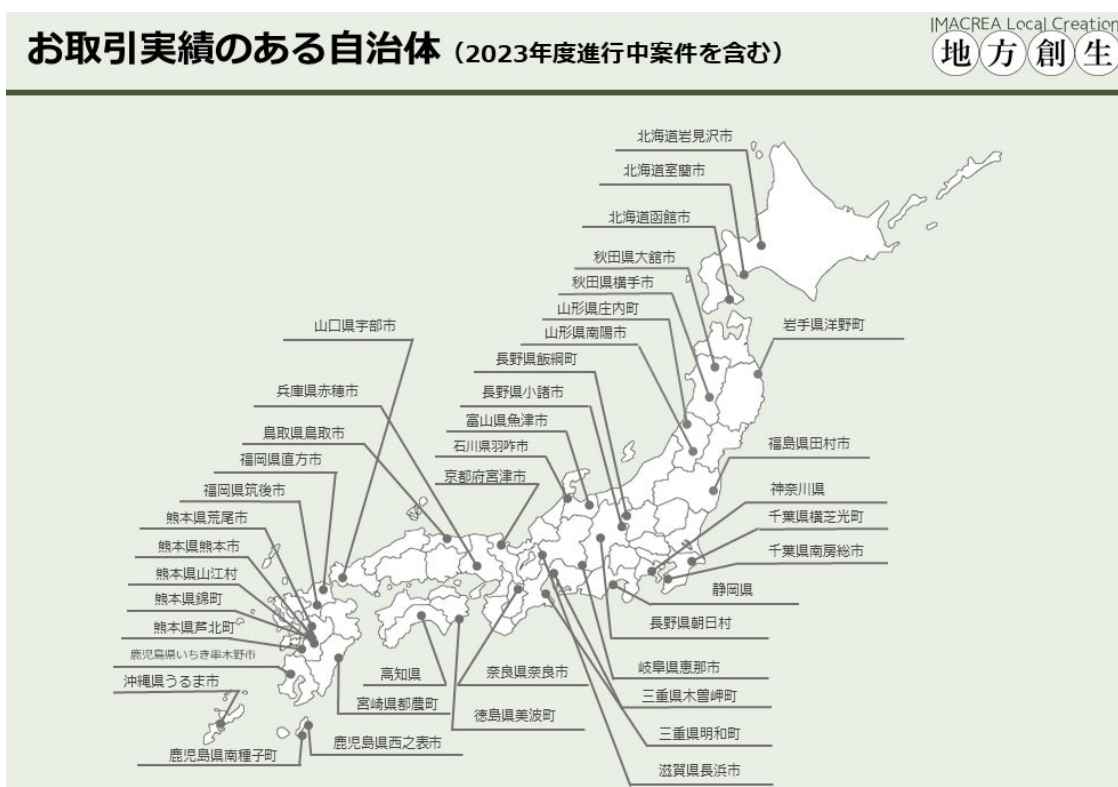 お取引実績のある自治体（2023年度進行中案件を含む）
IMACREA Local Creation
地方創生
北海道岩見沢市
北海道室蘭市
北海道函館市
秋田県大館市
秋田県横手市
山形県庄内町
山形県南陽市
長野県飯綱町
長野県小諸市
富山県魚津市
石川県羽咋市
京都府宮津市
山口県宇部市
兵庫県赤穂市
鳥取県鳥取市
福岡県直方市
福岡県筑後市
熊本県荒尾市
熊本県熊本市
熊本県山江村
熊本県錦町
熊本県芦北町
鹿児島県いちき串木野市
沖縄県うるま市
鹿児島県南種子町
鹿児島県西之表市
宮崎県都農町
高知県
徳島県美波町
奈良県奈良市
岩手県洋野町
福島県田村市
神奈川県
千葉県横芝光町
千葉県南房総市
静岡県
長野県朝日村
岐阜県恵那市
三重県木曽岬町
三重県明和町
滋賀県長浜市